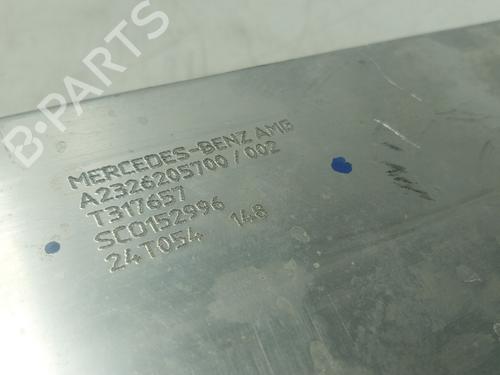 B-PARTS
MERCEDES-BENZ AMG
A2326205700 / 002
T317657
SC0152996
24T054 148